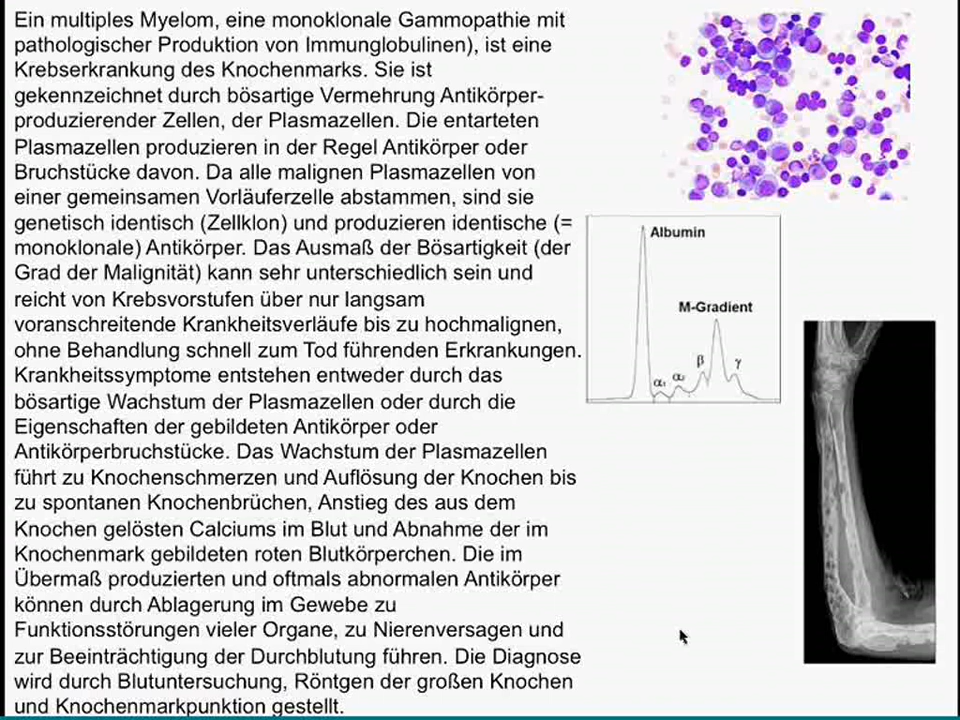 Ein multiples Myelom, eine monoklonale Gammopathie mit
pathologischer Produktion von Immunglobulinen), ist eine
Krebserkrankung des Knochenmarks. Sie ist
gekennzeichnet durch bösartige Vermehrung Antikörper-
produzierender Zellen, der Plasmazellen. Die entarteten
Plasmazellen produzieren in der Regel Antikörper oder
Bruchstücke davon. Da alle malignen Plasmazellen von
einer gemeinsamen Vorläuferzelle abstammen, sind sie
genetisch identisch (Zellklon) und produzieren identische (=
monoklonale) Antikörper. Das Ausmaß der Bösartigkeit (der
Grad der Malignität) kann sehr unterschiedlich sein und
reicht von Krebsvorstufen über nur langsam
voranschreitende Krankheitsverläufe bis zu hochmalignen,
ohne Behandlung schnell zum Tod führenden Erkrankungen.
Krankheitssymptome entstehen entweder durch das
bösartige Wachstum der Plasmazellen oder durch die
Eigenschaften der gebildeten Antikörper oder
Antikörperbruchstücke. Das Wachstum der Plasmazellen
führt zu Knochenschmerzen und Auflösung der Knochen bis
zu spontanen Knochenbrüchen, Anstieg des aus dem
Knochen gelösten Calciums im Blut und Abnahme der im
Knochenmark gebildeten roten Blutkörperchen. Die im
Übermaß produzierten und oftmals abnormalen Antikörper
können durch Ablagerung im Gewebe zu
Funktionsstörungen vieler Organe, zu Nierenversagen und
zur Beeinträchtigung der Durchblutung führen. Die Diagnose
wird durch Blutuntersuchung, Röntgen der großen Knochen
und Knochenmarkpunktion gestellt.
Albumin
M-Gradient
α₁ α₂ β γ